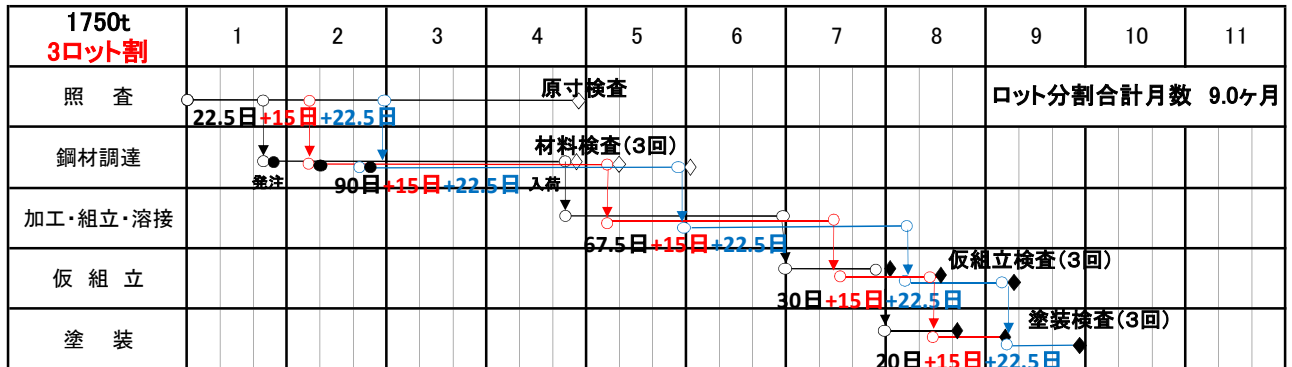 1750t
3ロット割
1 2 3 4 5 6 7 8 9 10 11
照 査
原寸検査
ロット分割合計月数 9.0ヶ月
22.5日+15日+22.5日
鋼材調達
材料検査(3回)
発注
90日+15日+22.5日
入荷
加工・組立・溶接
67.5日+15日+22.5日
仮 組 立
仮組立検査(3回)
30日+15日+22.5日
塗 装
塗装検査(3回)
20日+15日+22.5日